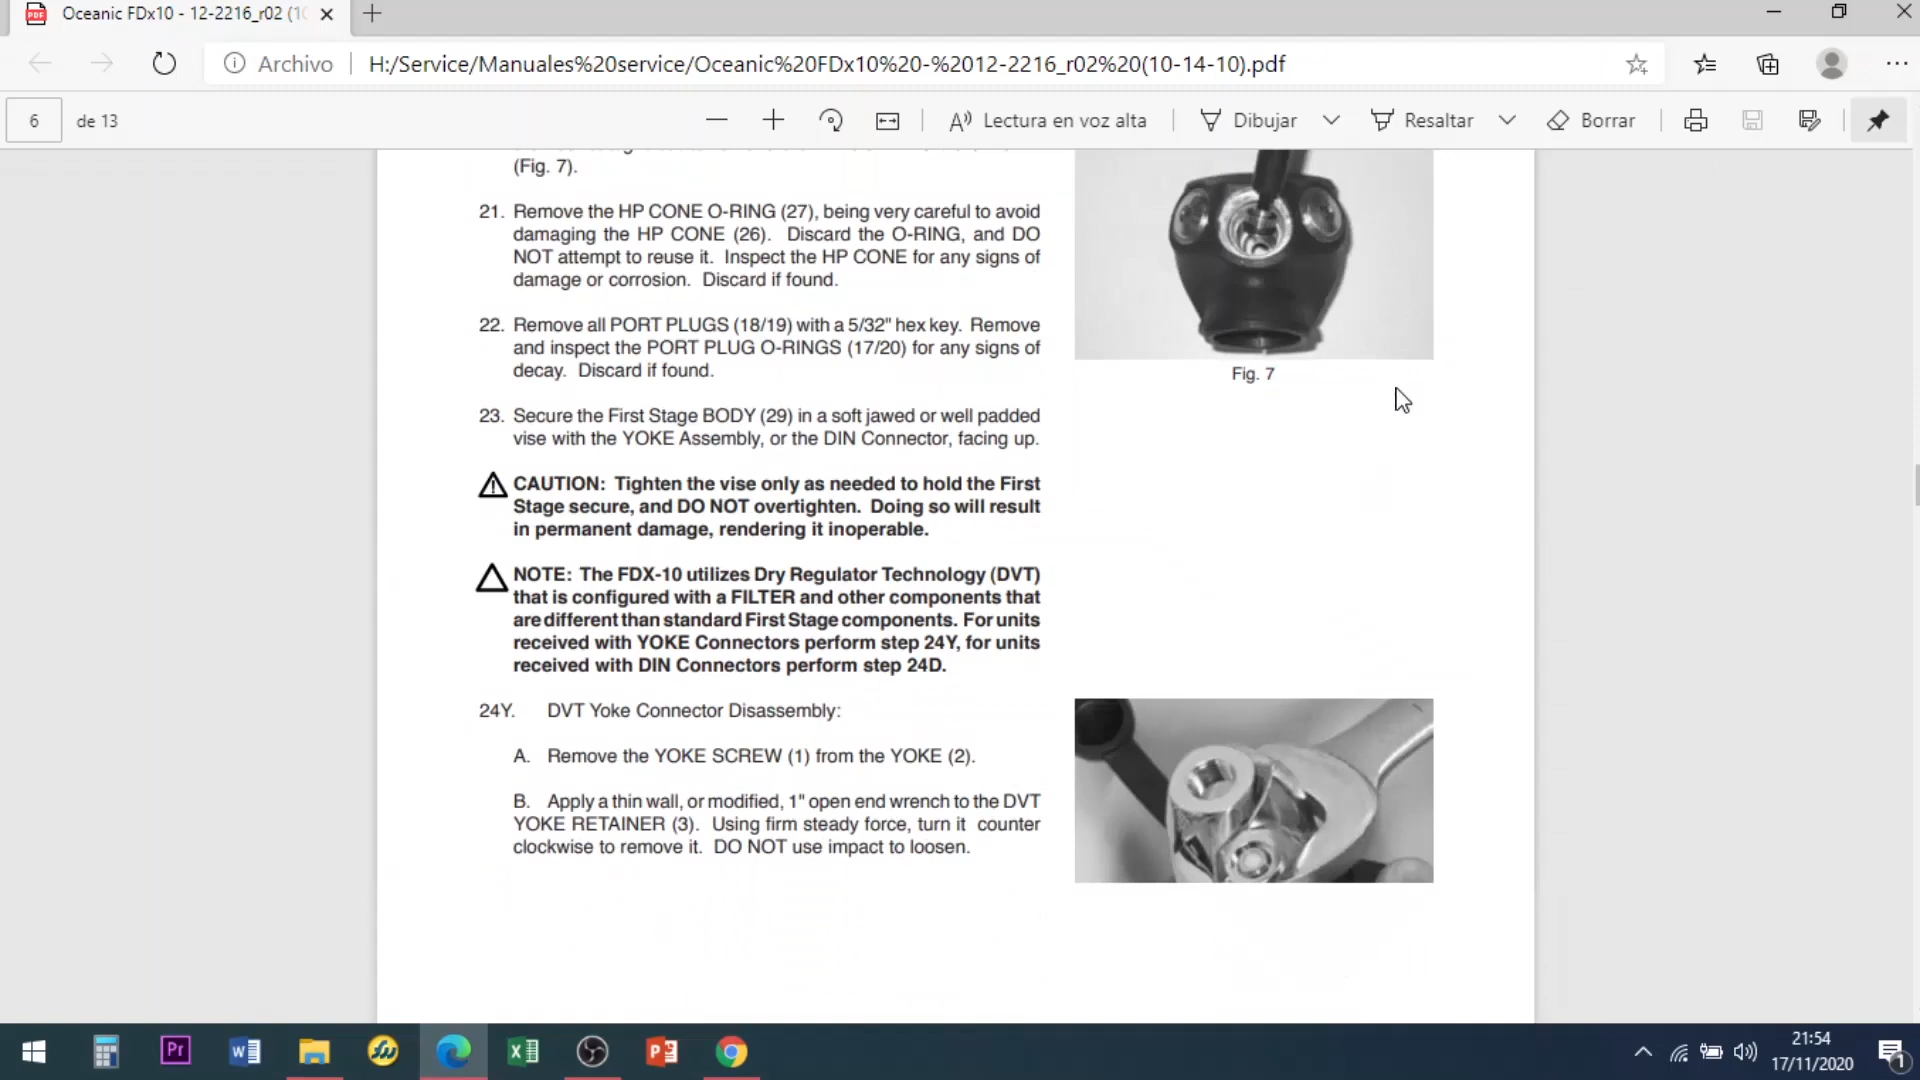 Oceanic FDx10 - 12-2216_r02 (10
Archivo
H:/Service/Manuales%20service/Oceanic%20FDx10%20-%2012-2216_r02%20(10-14-10).pdf
6 de 13
Lectura en voz alta
Dibujar
Resaltar
Borrar
(Fig. 7).
21. Remove the HP CONE O-RING (27), being very careful to avoid
damaging the HP CONE (26). Discard the O-RING, and DO
NOT attempt to reuse it. Inspect the HP CONE for any signs of
damage or corrosion. Discard if found.
22. Remove all PORT PLUGS (18/19) with a 5/32" hex key. Remove
and inspect the PORT PLUG O-RINGS (17/20) for any signs of
decay. Discard if found.
Fig. 7
23. Secure the First Stage BODY (29) in a soft jawed or well padded
vise with the YOKE Assembly, or the DIN Connector, facing up.
CAUTION: Tighten the vise only as needed to hold the First
Stage secure, and DO NOT overtighten. Doing so will result
in permanent damage, rendering it inoperable.
NOTE: The FDX-10 utilizes Dry Regulator Technology (DVT)
that is configured with a FILTER and other components that
are different than standard First Stage components. For units
received with YOKE Connectors perform step 24Y, for units
received with DIN Connectors perform step 24D.
24Y. DVT Yoke Connector Disassembly:
A. Remove the YOKE SCREW (1) from the YOKE (2).
B. Apply a thin wall, or modified, 1" open end wrench to the DVT
YOKE RETAINER (3). Using firm steady force, turn it counter
clockwise to remove it. DO NOT use impact to loosen.
Pr
21:54
17/11/2020
1